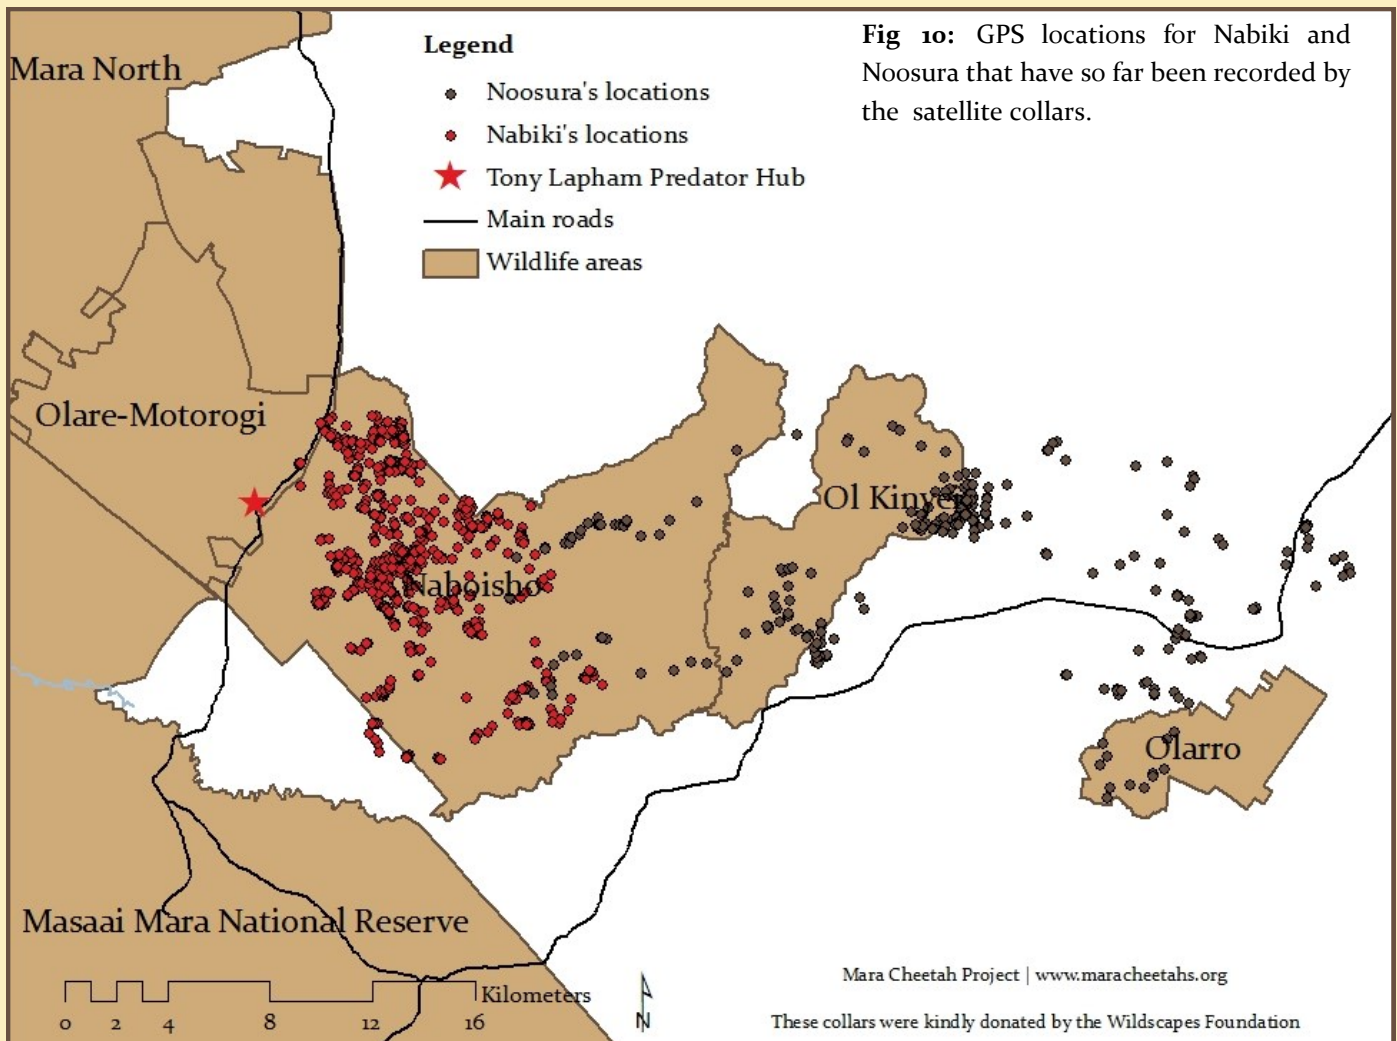 Fig 10: GPS locations for Nabiki and
Noosura that have so far been recorded by
the satellite collars.
Legend
Noosura's locations
Nabiki's locations
Tony Lapham Predator Hub
Main roads
Wildlife areas
Mara North
Olare-Motorogi
Ol Kinyei
Naboisho
Olarro
Masaai Mara National Reserve
Kilometers
0 2 4 8 12 16
N
Mara Cheetah Project | www.maracheetahs.org
These collars were kindly donated by the Wildscapes Foundation